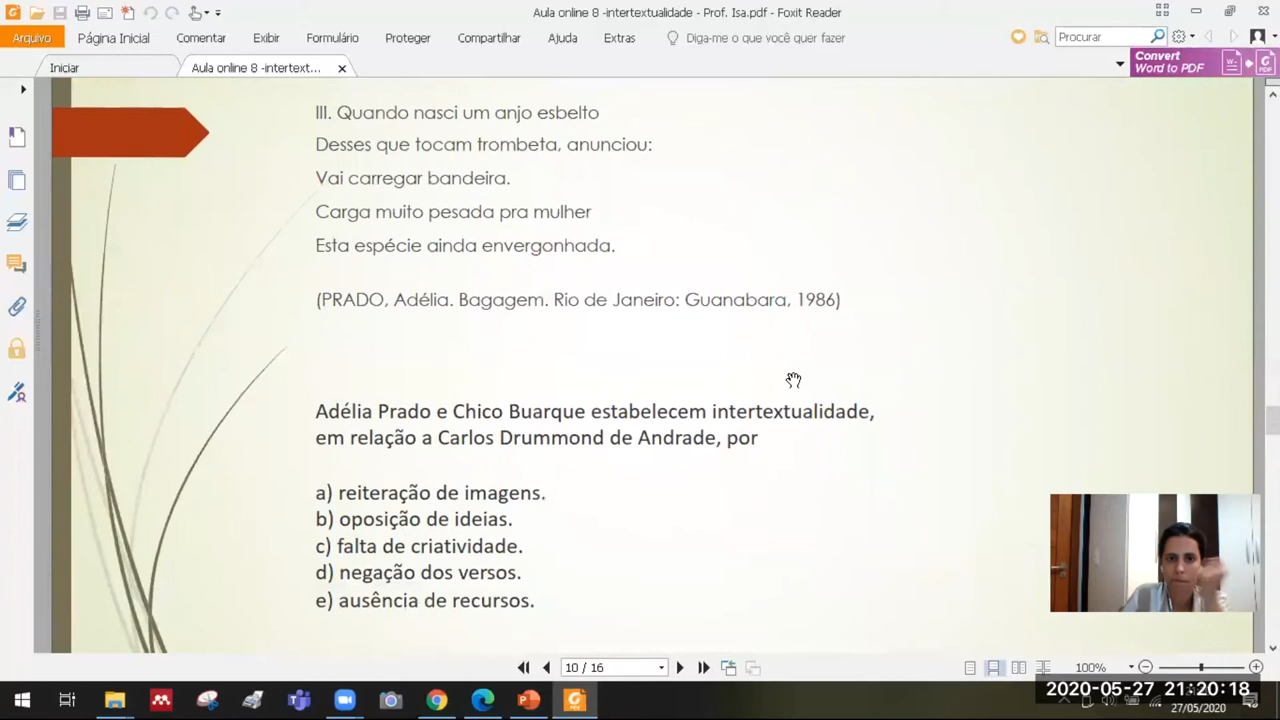 Aula online 8 -intertextualidade - Prof. Isa.pdf - Foxit Reader
Arquivo
Página Inicial
Comentar
Exibir
Formulário
Proteger
Compartilhar
Ajuda
Extras
Diga-me o que você quer fazer
Procurar
Iniciar
Aula online 8 -intertext...
Convert
Word to PDF
III. Quando nasci um anjo esbelto
Desses que tocam trombeta, anunciou:
Vai carregar bandeira.
Carga muito pesada pra mulher
Esta espécie ainda envergonhada.
(PRADO, Adélia. Bagagem. Rio de Janeiro: Guanabara, 1986)
Adélia Prado e Chico Buarque estabelecem intertextualidade,
em relação a Carlos Drummond de Andrade, por
a) reiteração de imagens.
b) oposição de ideias.
c) falta de criatividade.
d) negação dos versos.
e) ausência de recursos.
10 / 16
100%
2020-05-27 21:20:18
27/05/2020